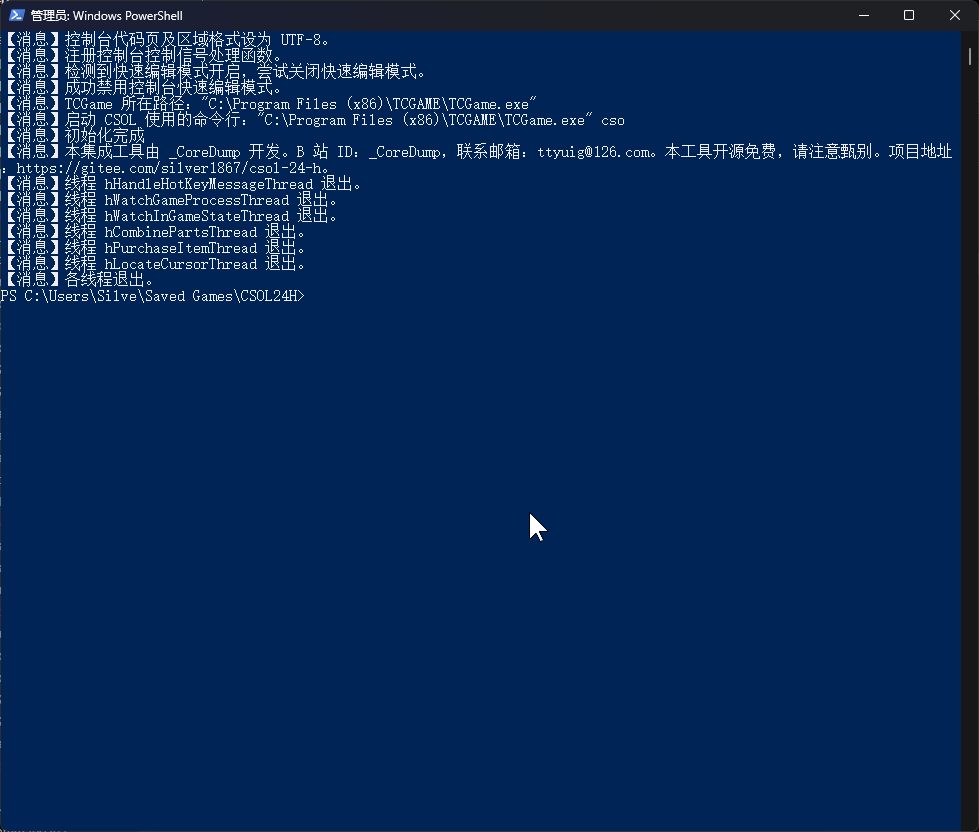 管理员: Windows PowerShell
【消息】控制台代码页及区域格式设为 UTF-8。
【消息】注册控制台控制信号处理函数。
【消息】检测到快速编辑模式开启，尝试关闭快速编辑模式。
【消息】成功禁用控制台快速编辑模式。
【消息】TCGame 所在路径："C:\Program Files (x86)\TCGAME\TCGame.exe"
【消息】启动 CSOL 使用的命令行："C:\Program Files (x86)\TCGAME\TCGame.exe" cso
【消息】初始化完成
【消息】本集成工具由 _CoreDump 开发。B 站 ID：_CoreDump，联系邮箱：ttyuig@126.com。本工具开源免费，请注意甄别。项目地址
：https://gitee.com/silver1867/csol-24-h。
【消息】线程 hHandleHotKeyMessageThread 退出。
【消息】线程 hWatchGameProcessThread 退出。
【消息】线程 hWatchInGameStateThread 退出。
【消息】线程 hCombinePartsThread 退出。
【消息】线程 hPurchaseItemThread 退出。
【消息】线程 hLocateCursorThread 退出。
【消息】各线程退出。
PS C:\Users\Silve\Saved Games\CSOL24H>